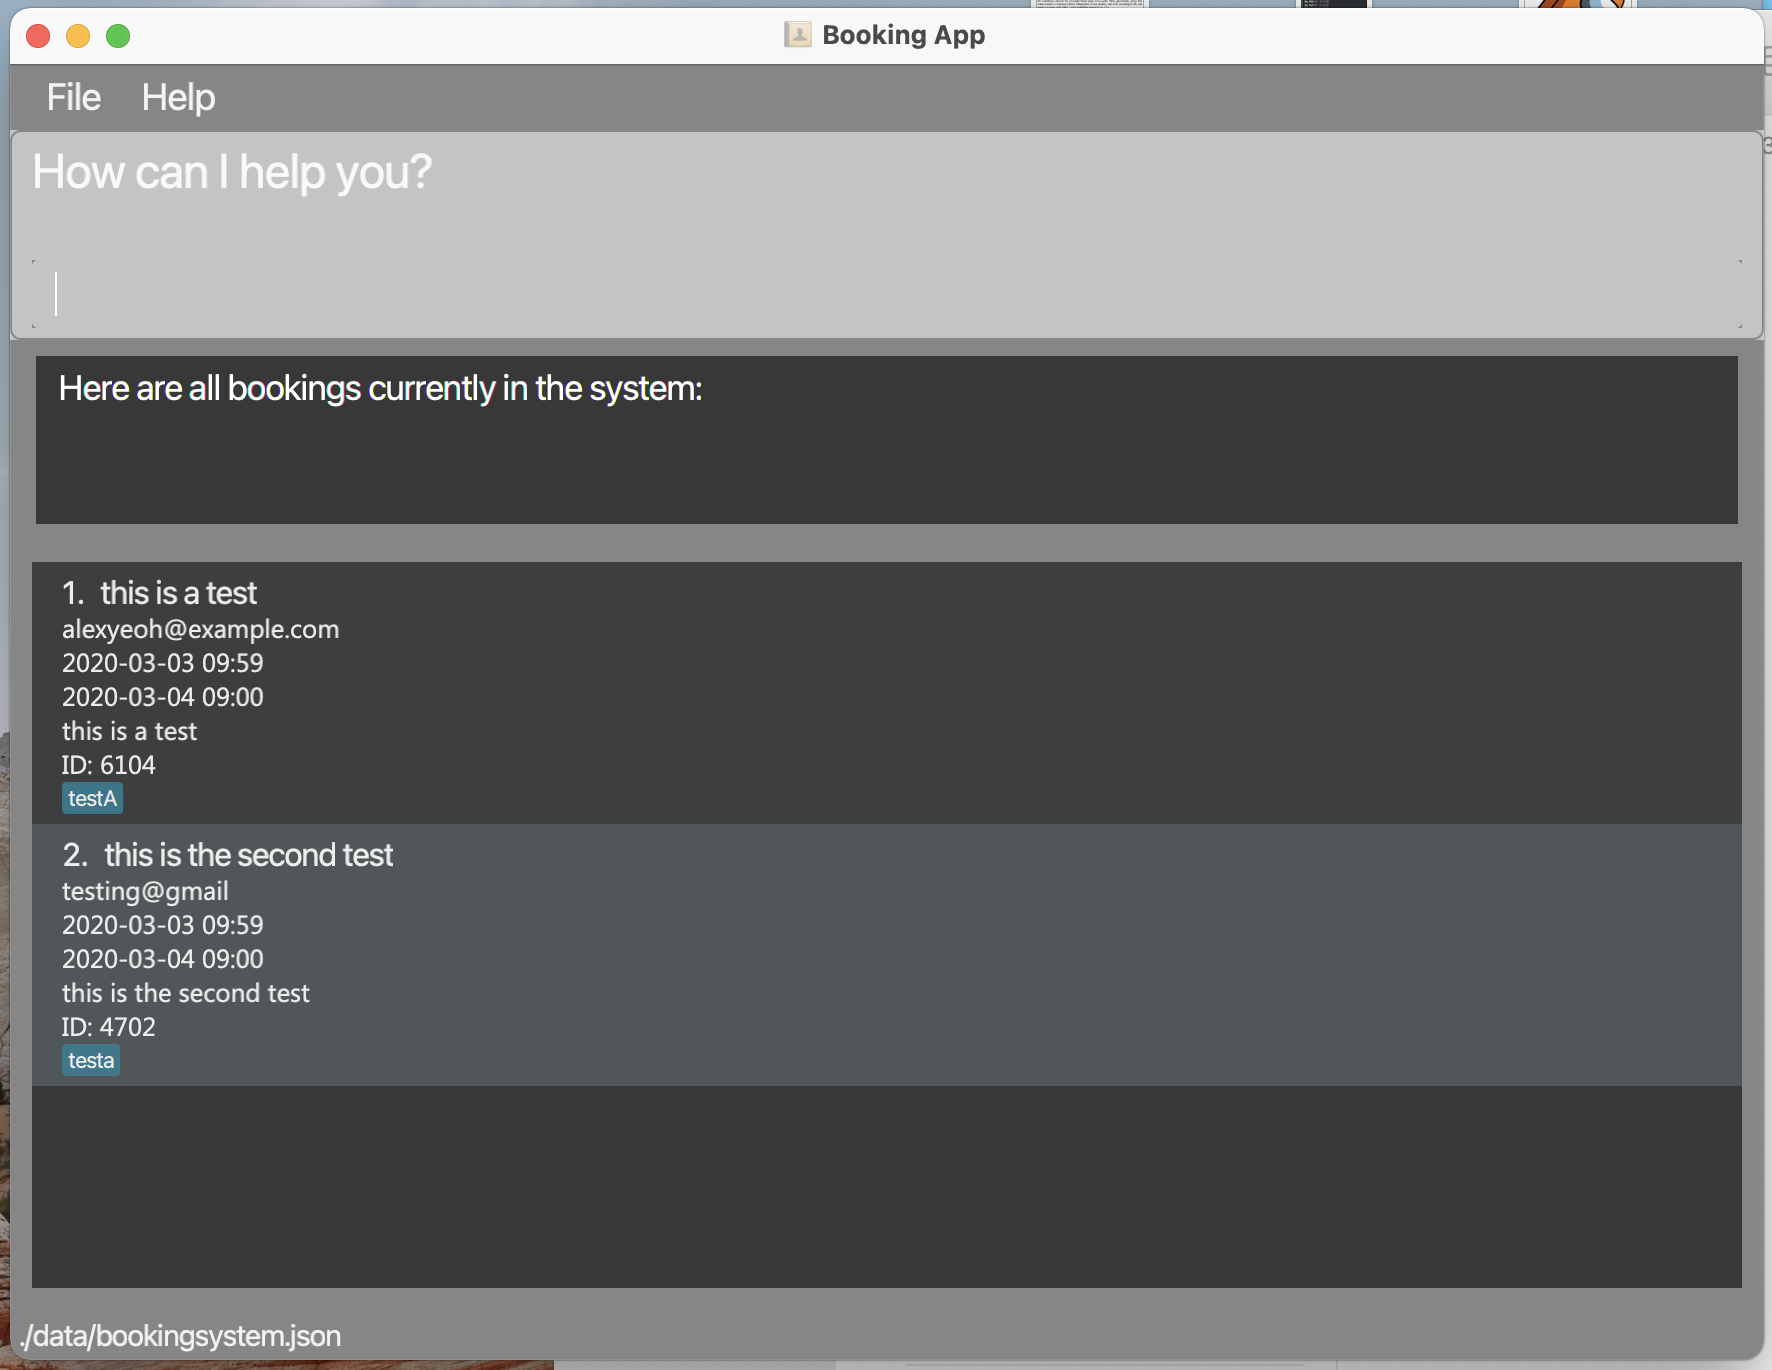 Booking App
File Help
How can I help you?
Here are all bookings currently in the system:
1. this is a test
alexyeoh@example.com
2020-03-03 09:59
2020-03-04 09:00
this is a test
ID: 6104
testA
2. this is the second test
testing@gmail
2020-03-03 09:59
2020-03-04 09:00
this is the second test
ID: 4702
testa
./data/bookingsystem.json